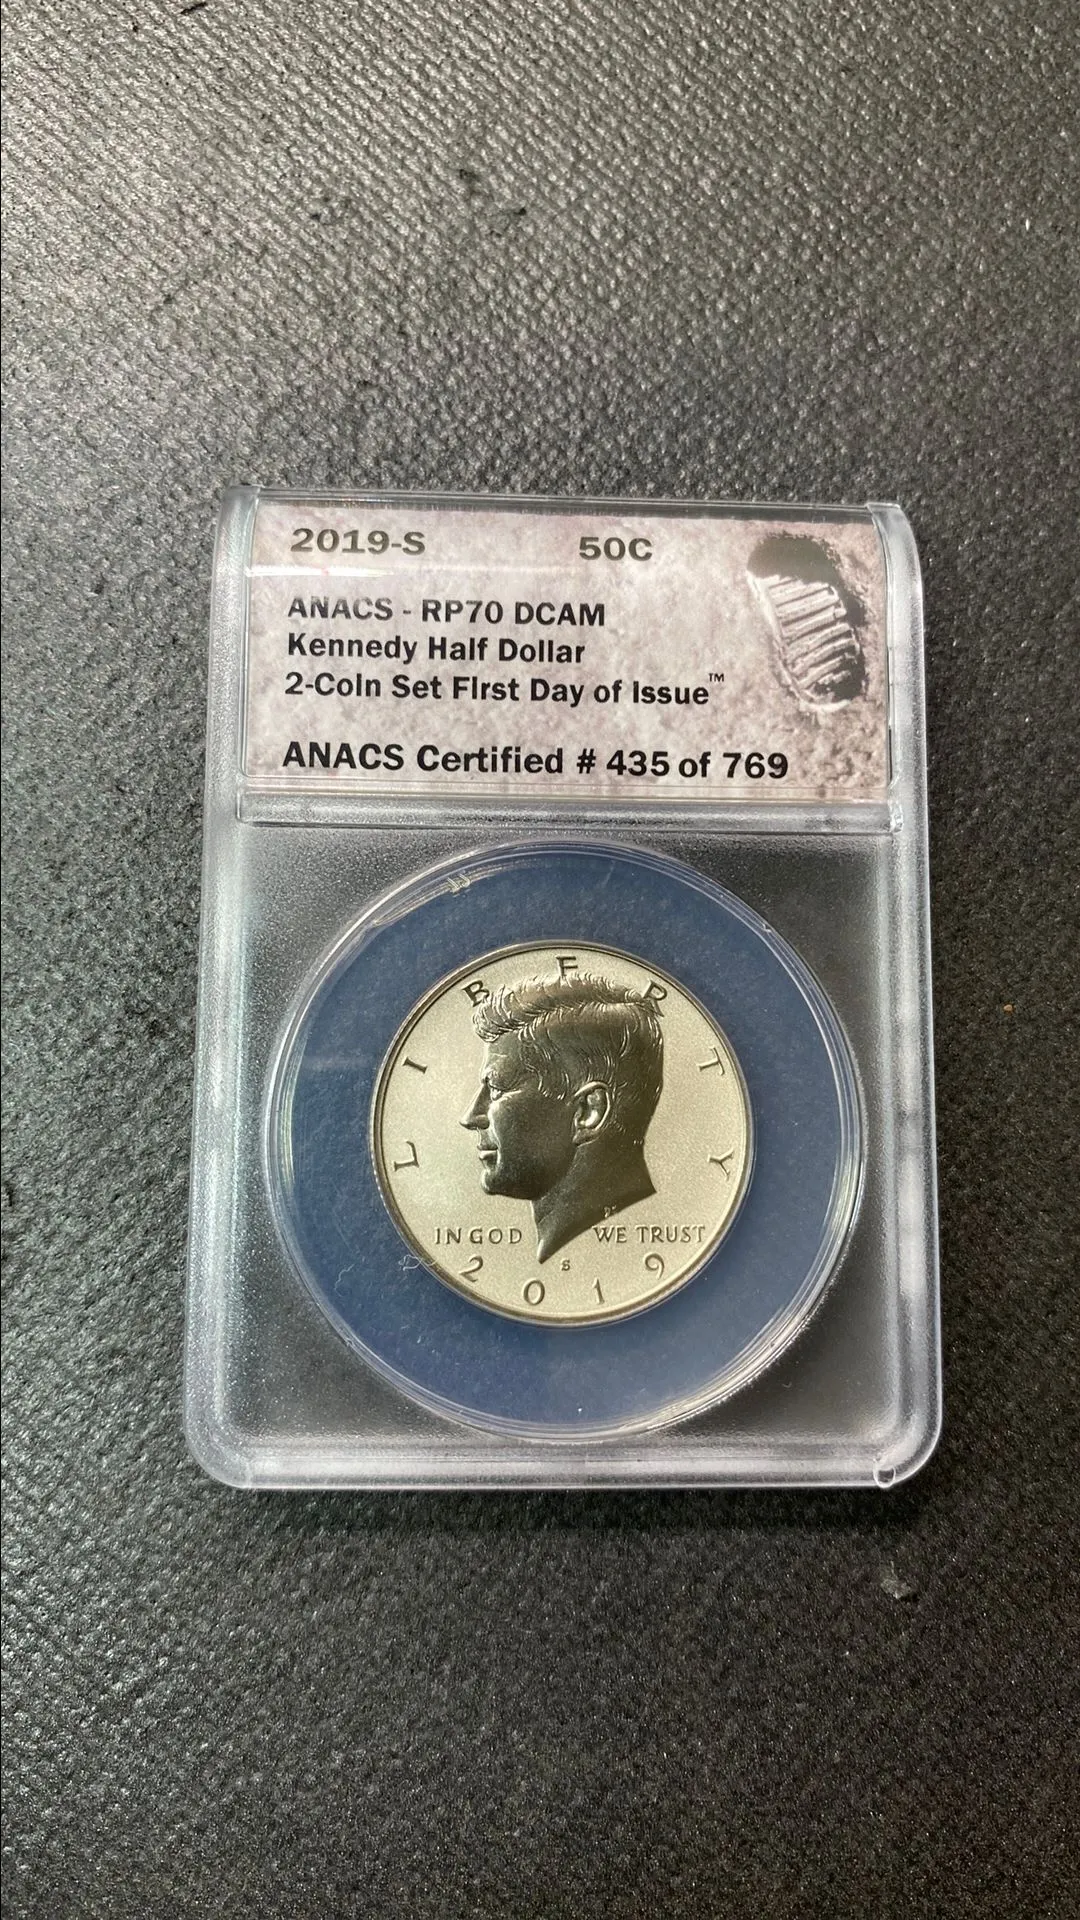 2019-S 50C
ANACS - RP70 DCAM
Kennedy Half Dollar
2-Coin Set First Day of Issue™
ANACS Certified # 435 of 769
LIBERTY
IN GOD WE TRUST
S
2019